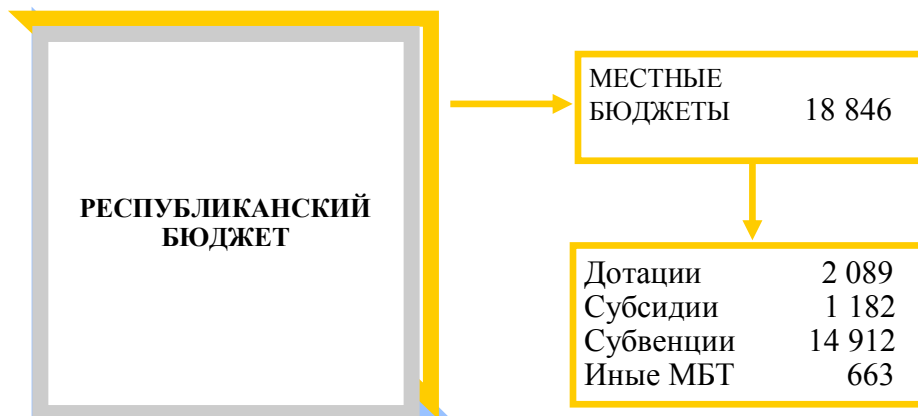 РЕСПУБЛИКАНСКИЙ
БЮДЖЕТ
МЕСТНЫЕ
БЮДЖЕТЫ 18 846
Дотации 2 089
Субсидии 1 182
Субвенции 14 912
Иные МБТ 663